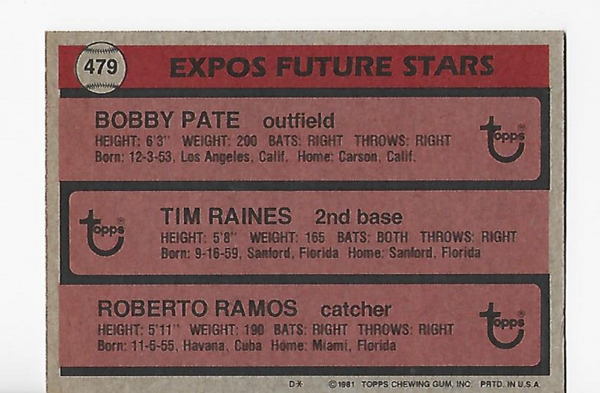 479 EXPOS FUTURE STARS
BOBBY PATE outfield
HEIGHT: 6'3" WEIGHT: 200 BATS: RIGHT THROWS: RIGHT
Born: 12-3-53, Los Angeles, Calif. Home: Carson, Calif.
Topps®
TIM RAINES 2nd base
HEIGHT: 5'8" WEIGHT: 165 BATS: BOTH THROWS: RIGHT
Born: 9-16-59, Sanford, Florida Home: Sanford, Florida
Topps®
ROBERTO RAMOS catcher
HEIGHT: 5'11" WEIGHT: 190 BATS: RIGHT THROWS: RIGHT
Born: 11-5-55, Havana, Cuba Home: Miami, Florida
Topps®
D* ©1981 TOPPS CHEWING GUM, INC. PRTD. IN U.S.A.